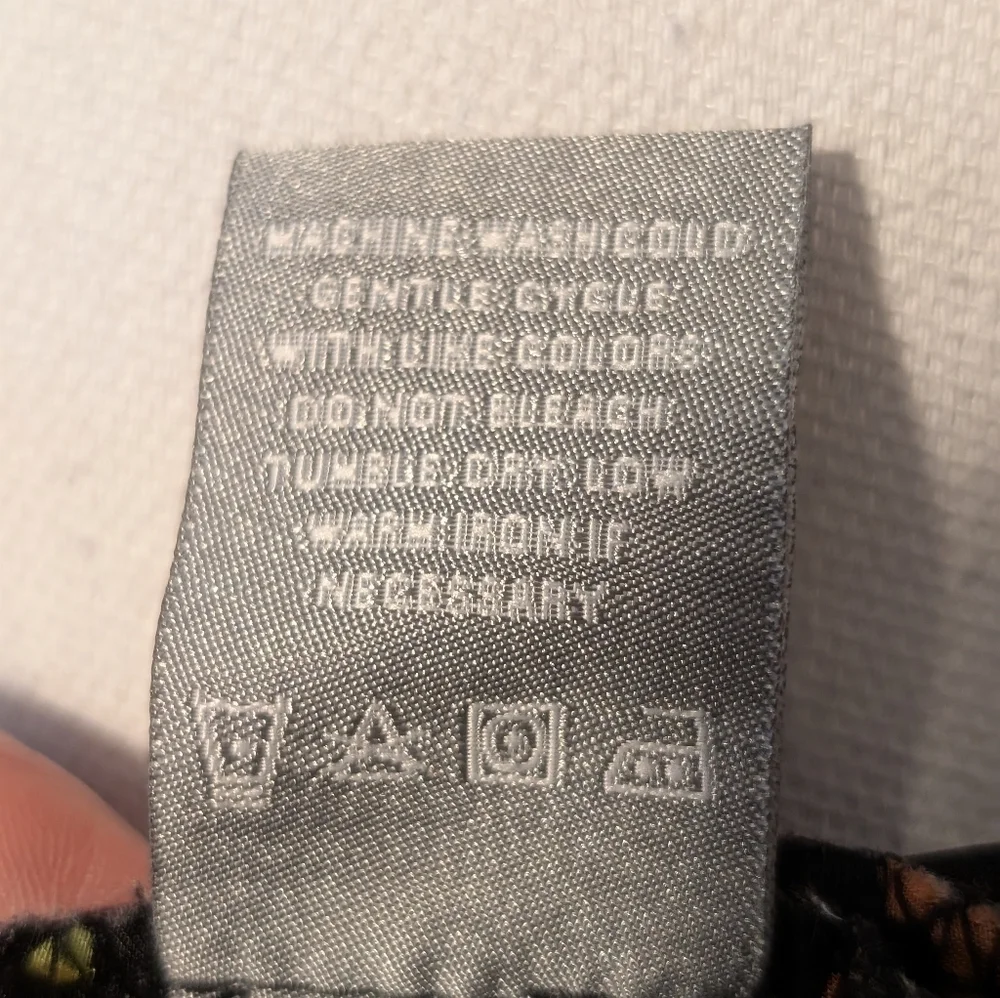 MACHINE WASH COLD
GENTLE CYCLE
WITH LIKE COLORS
DO NOT BLEACH
TUMBLE DRY LOW
WARM IRON IF
NECESSARY